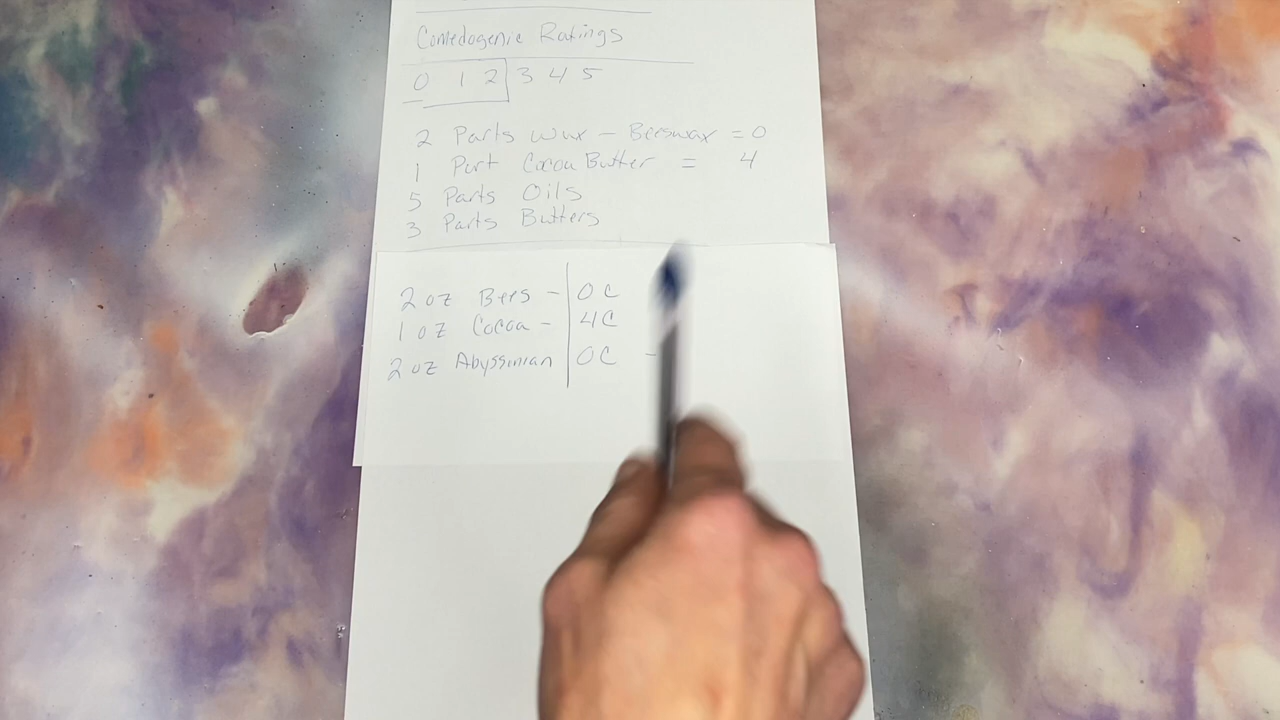 Comedogenic Ratings
0 1 2 3 4 5
2 Parts wax - Beeswax = 0
1 Part Cocoa Butter = 4
5 Parts Oils
3 Parts Butters
2 oz Bees - 0C
1 oz Cocoa - 4C
2 oz Abyssinian 0C -